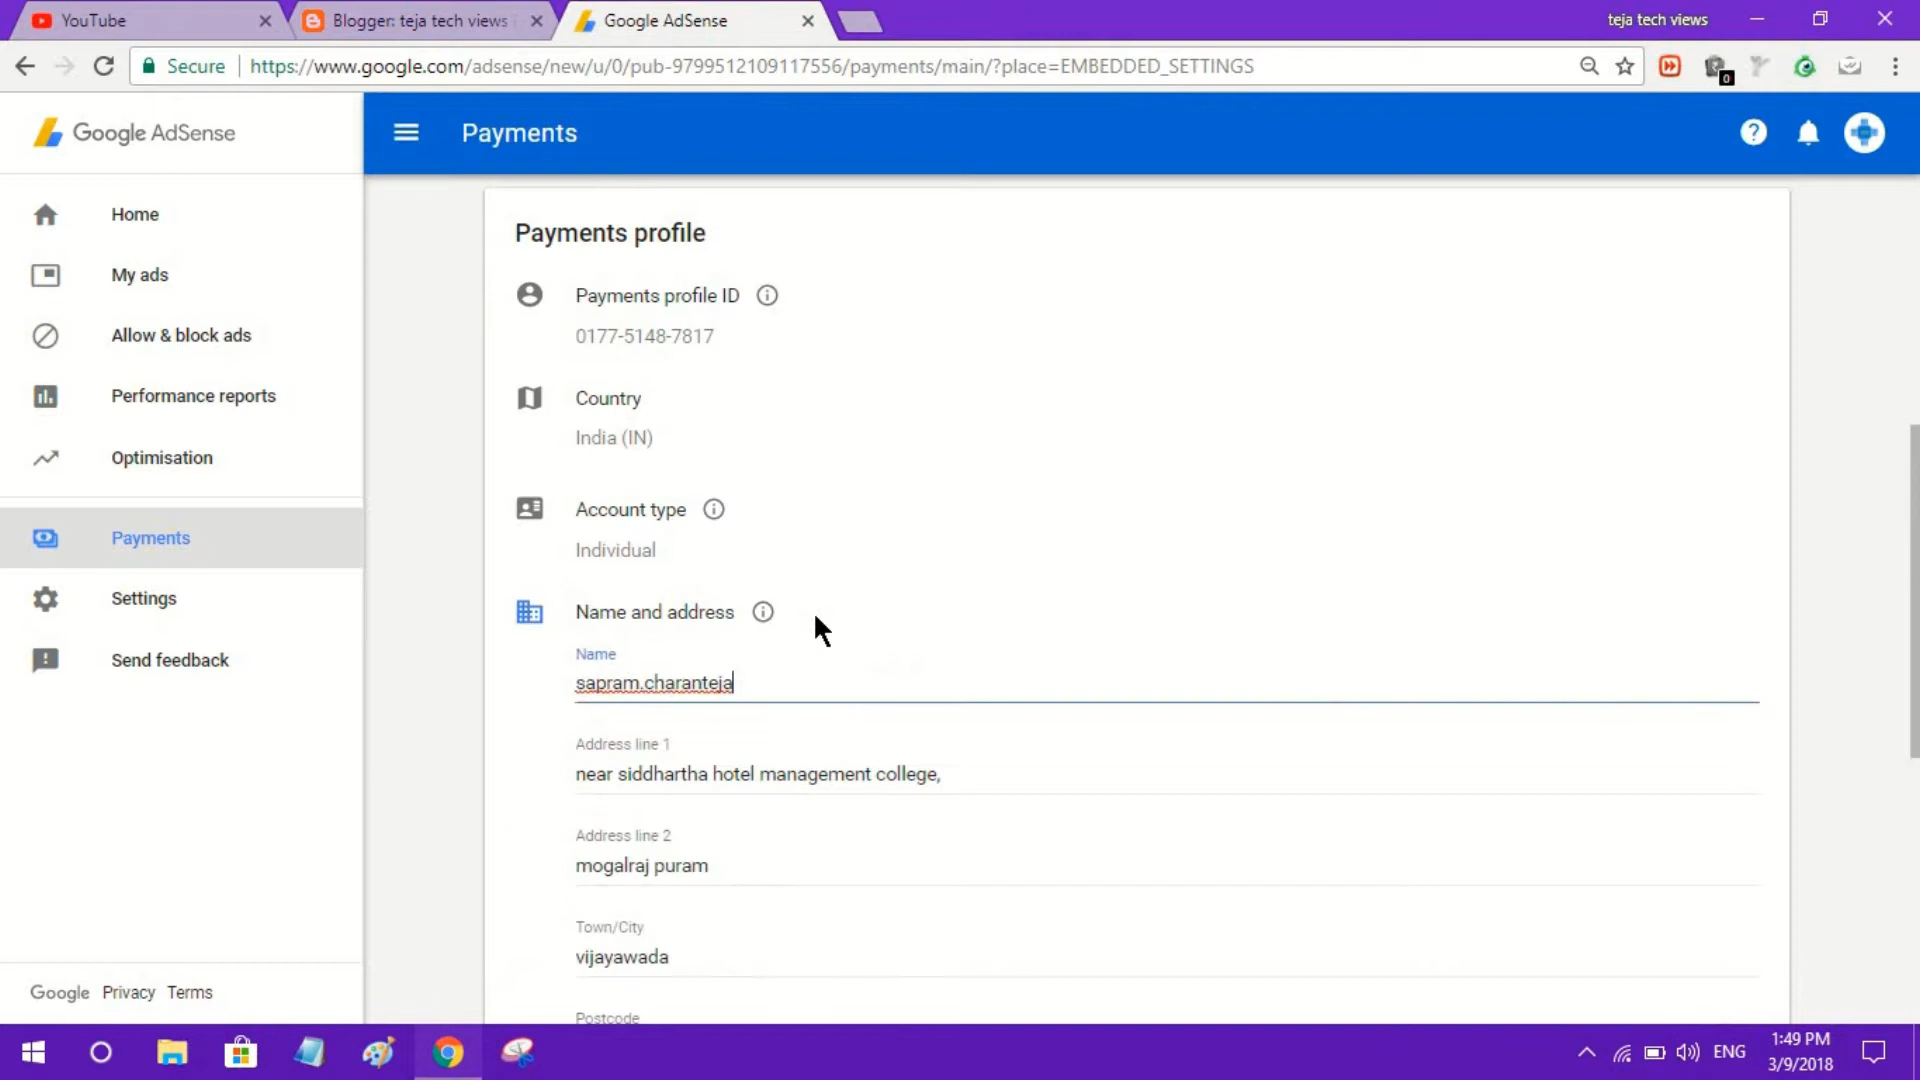 YouTube
Blogger: teja tech views
Google AdSense
teja tech views
Secure
https://www.google.com/adsense/new/u/0/pub-9799512109117556/payments/main/?place=EMBEDDED_SETTINGS
0
Google AdSense
Payments
Home
My ads
Allow & block ads
Performance reports
Optimisation
Payments
Settings
Send feedback
Google Privacy Terms
Payments profile
Payments profile ID
0177-5148-7817
Country
India (IN)
Account type
Individual
Name and address
Name
sapram.charanteja
Address line 1
near siddhartha hotel management college,
Address line 2
mogalraj puram
Town/City
vijayawada
Postcode
ENG
1:49 PM
3/9/2018